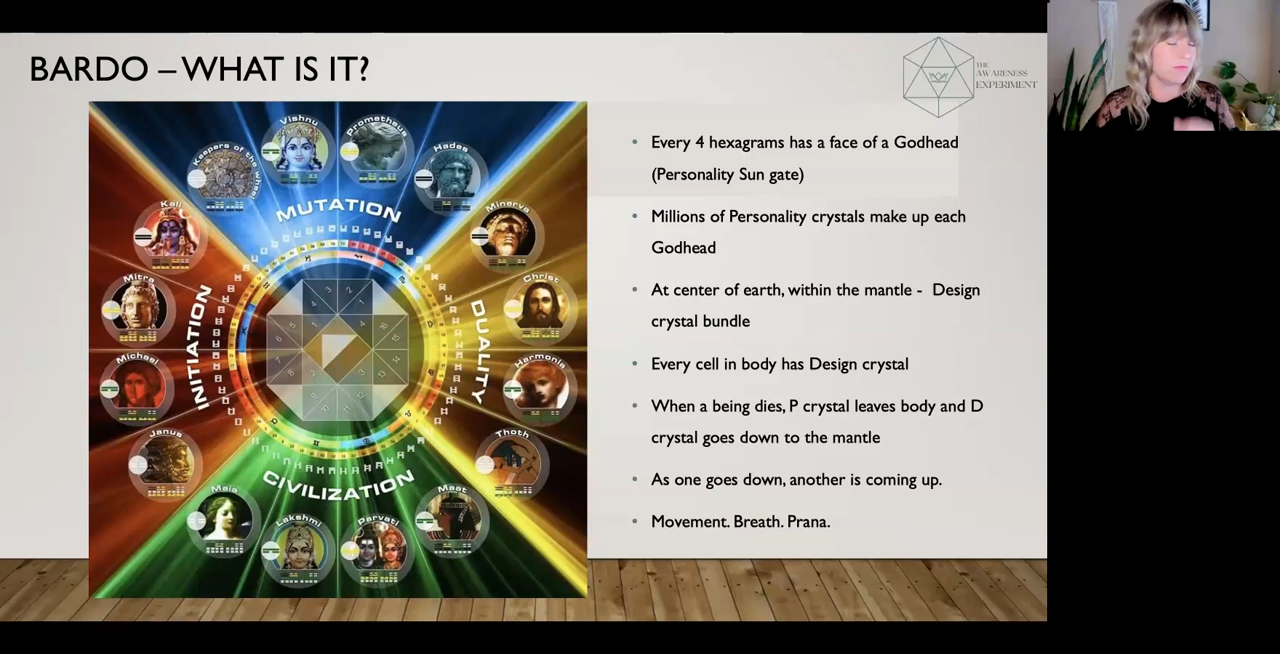 BARDO – WHAT IS IT?
THE
AWARENESS
EXPERIMENT
Keepers of the wheel
Vishnu
Prometheus
Hades
Kali
Minerva
MUTATION
Mitra
Christ
INITIATION
DUALITY
Michael
Harmonia
Janus
Thoth
CIVILIZATION
Maia
Lakshmi
Parvati
Maat
• Every 4 hexagrams has a face of a Godhead
(Personality Sun gate)
• Millions of Personality crystals make up each
Godhead
• At center of earth, within the mantle - Design
crystal bundle
• Every cell in body has Design crystal
• When a being dies, P crystal leaves body and D
crystal goes down to the mantle
• As one goes down, another is coming up.
• Movement. Breath. Prana.